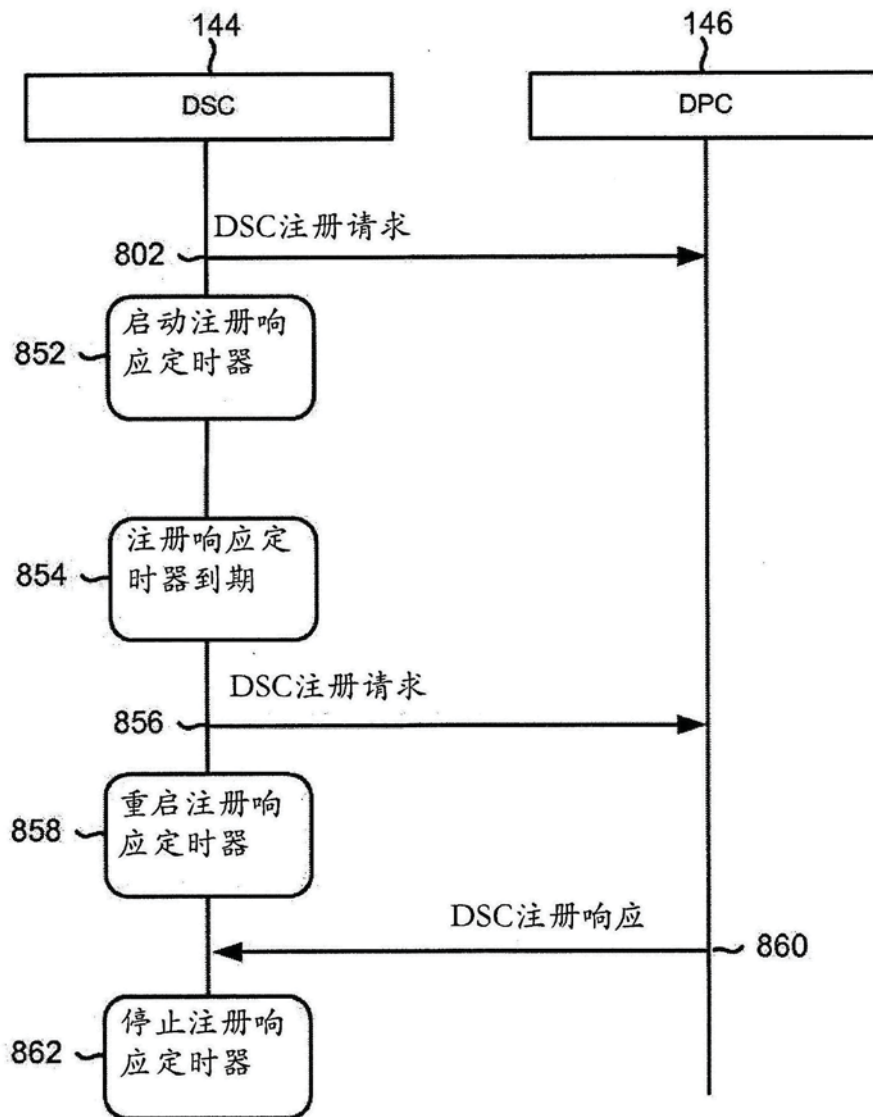 144
146
DSC
DPC
DSC注册请求
802
启动注册响
应定时器
852
注册响应定
时器到期
854
DSC注册请求
856
重启注册响
应定时器
858
DSC注册响应
860
停止注册响
应定时器
862